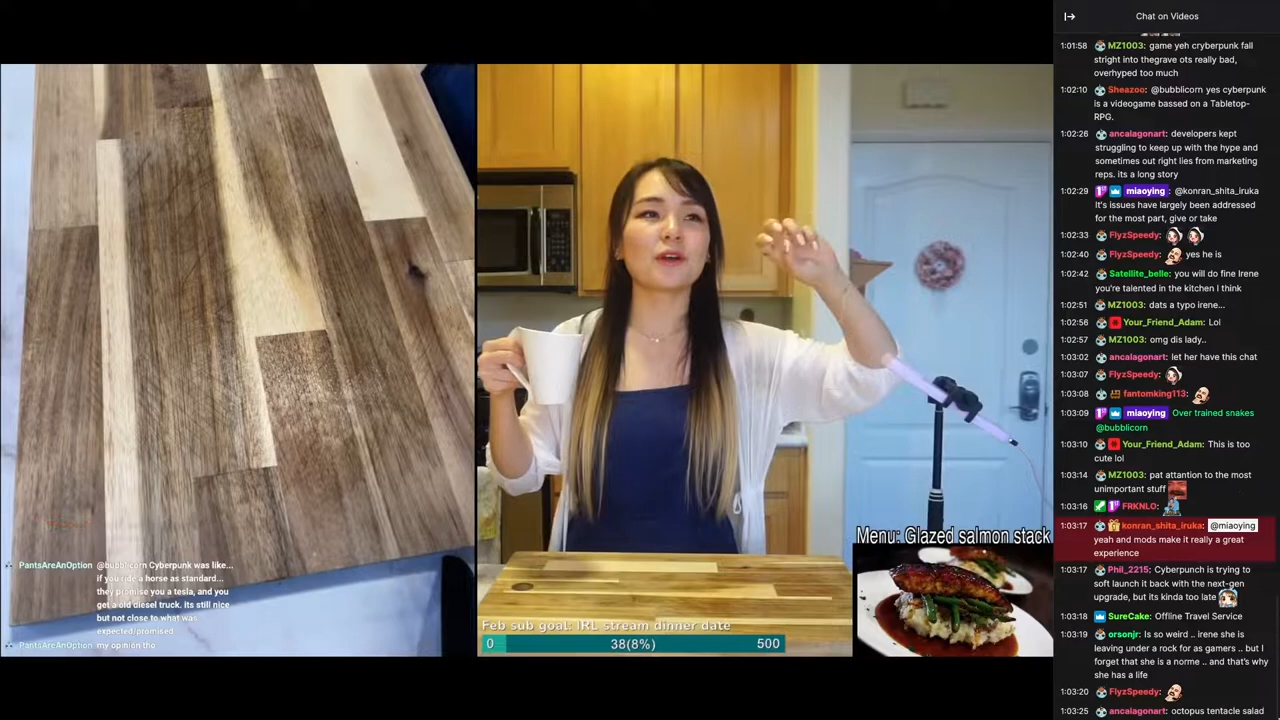 Chat on Videos
1:01:58 MZ1003: game yeh cryberpunk fall
stright into thegrave ots really bad,
overhyped too much
1:02:10 Sheazoo: @bubblicorn yes cyberpunk
is a videogame bassed on a Tabletop-
RPG.
1:02:26 ancalagonart: developers kept
struggling to keep up with the hype and
sometimes out right lies from marketing
reps. its a long story
1:02:29 miaoying: @konran_shita_iruka
It's issues have largely been addressed
for the most part, give or take
1:02:33 FlyzSpeedy:
1:02:40 FlyzSpeedy: yes he is
1:02:42 Satellite_belle: you will do fine Irene
you're talented in the kitchen I think
1:02:51 MZ1003: dats a typo irene...
1:02:56 Your_Friend_Adam: Lol
1:02:57 MZ1003: omg dis lady..
1:03:02 ancalagonart: let her have this chat
1:03:07 FlyzSpeedy:
1:03:08 fantomking113:
1:03:09 miaoying Over trained snakes
@bubblicorn
1:03:10 Your_Friend_Adam: This is too
cute lol
1:03:14 MZ1003: pat attantion to the most
unimportant stuff
1:03:16 FRKNLO:
1:03:17 konran_shita_iruka: @miaoying
yeah and mods make it really a great
experience
1:03:17 Phil_2215: Cyberpunch is trying to
soft launch it back with the next-gen
upgrade, but its kinda too late
1:03:18 SureCake: Offline Travel Service
1:03:19 orsonjr: Is so weird .. irene she is
leaving under a rock for as gamers .. but I
forget that she is a norme .. and that's why
she has a life
1:03:20 FlyzSpeedy:
1:03:25 ancalagonart: octopus tentacle salad
PantsAreAnOption @bubblicorn Cyberpunk was like...
if you ride a horse as standard...
they promise you a tesla, and you
get a old diesel truck. its still nice
but not close to what was
expected/promised
PantsAreAnOption my opinion tho
Menu: Glazed salmon stack
Feb sub goal: IRL stream dinner date
0 38(8%) 500